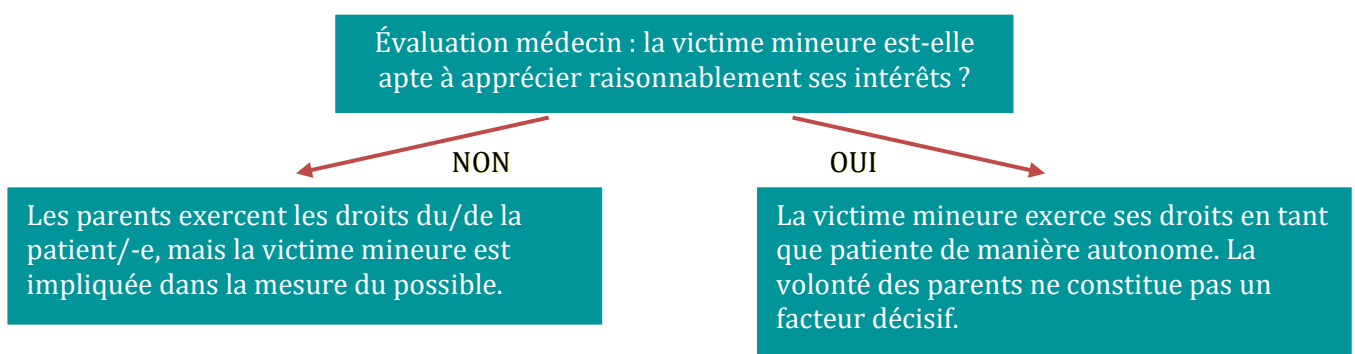 Évaluation médecin : la victime mineure est-elle
apte à apprécier raisonnablement ses intérêts ?
NON
OUI
Les parents exercent les droits du/de la
patient/-e, mais la victime mineure est
impliquée dans la mesure du possible.
La victime mineure exerce ses droits en tant
que patiente de manière autonome. La
volonté des parents ne constitue pas un
facteur décisif.